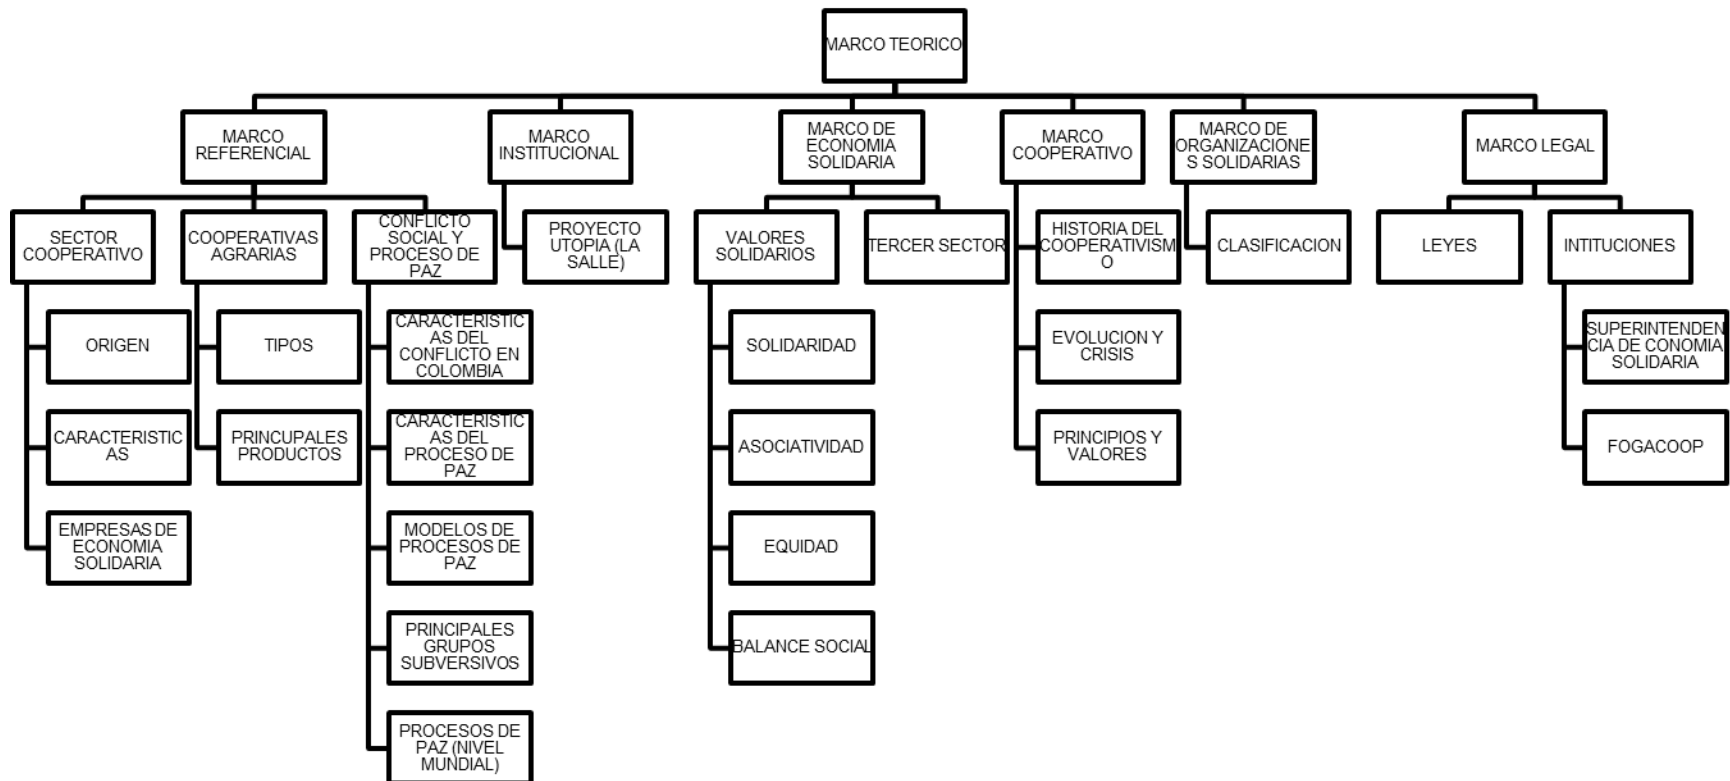 MARCO TEORICO
MARCO
REFERENCIAL
MARCO
INSTITUCIONAL
MARCO DE
ECONOMIA
SOLIDARIA
MARCO
COOPERATIVO
MARCO DE
ORGANIZACIONE
S SOLIDARIAS
MARCO LEGAL
SECTOR
COOPERATIVO
COOPERATIVAS
AGRARIAS
CONFLICTO
SOCIAL Y
PROCESO DE
PAZ
PROYECTO
UTOPIA (LA
SALLE)
VALORES
SOLIDARIOS
TERCER SECTOR
HISTORIA DEL
COOPERATIVISM
O
CLASIFICACION
LEYES
INTITUCIONES
ORIGEN
TIPOS
CARACTERISTIC
AS DEL
CONFLICTO EN
COLOMBIA
SOLIDARIDAD
EVOLUCION Y
CRISIS
SUPERINTENDEN
CIA DE CONOMIA
SOLIDARIA
CARACTERISTIC
AS
PRINCUPALES
PRODUCTOS
CARACTERISTIC
AS DEL
PROCESO DE
PAZ
ASOCIATIVIDAD
PRINCIPIOS Y
VALORES
FOGACOOP
EMPRESAS DE
ECONOMIA
SOLIDARIA
MODELOS DE
PROCESOS DE
PAZ
EQUIDAD
PRINCIPALES
GRUPOS
SUBVERSIVOS
BALANCE SOCIAL
PROCESOS DE
PAZ (NIVEL
MUNDIAL)